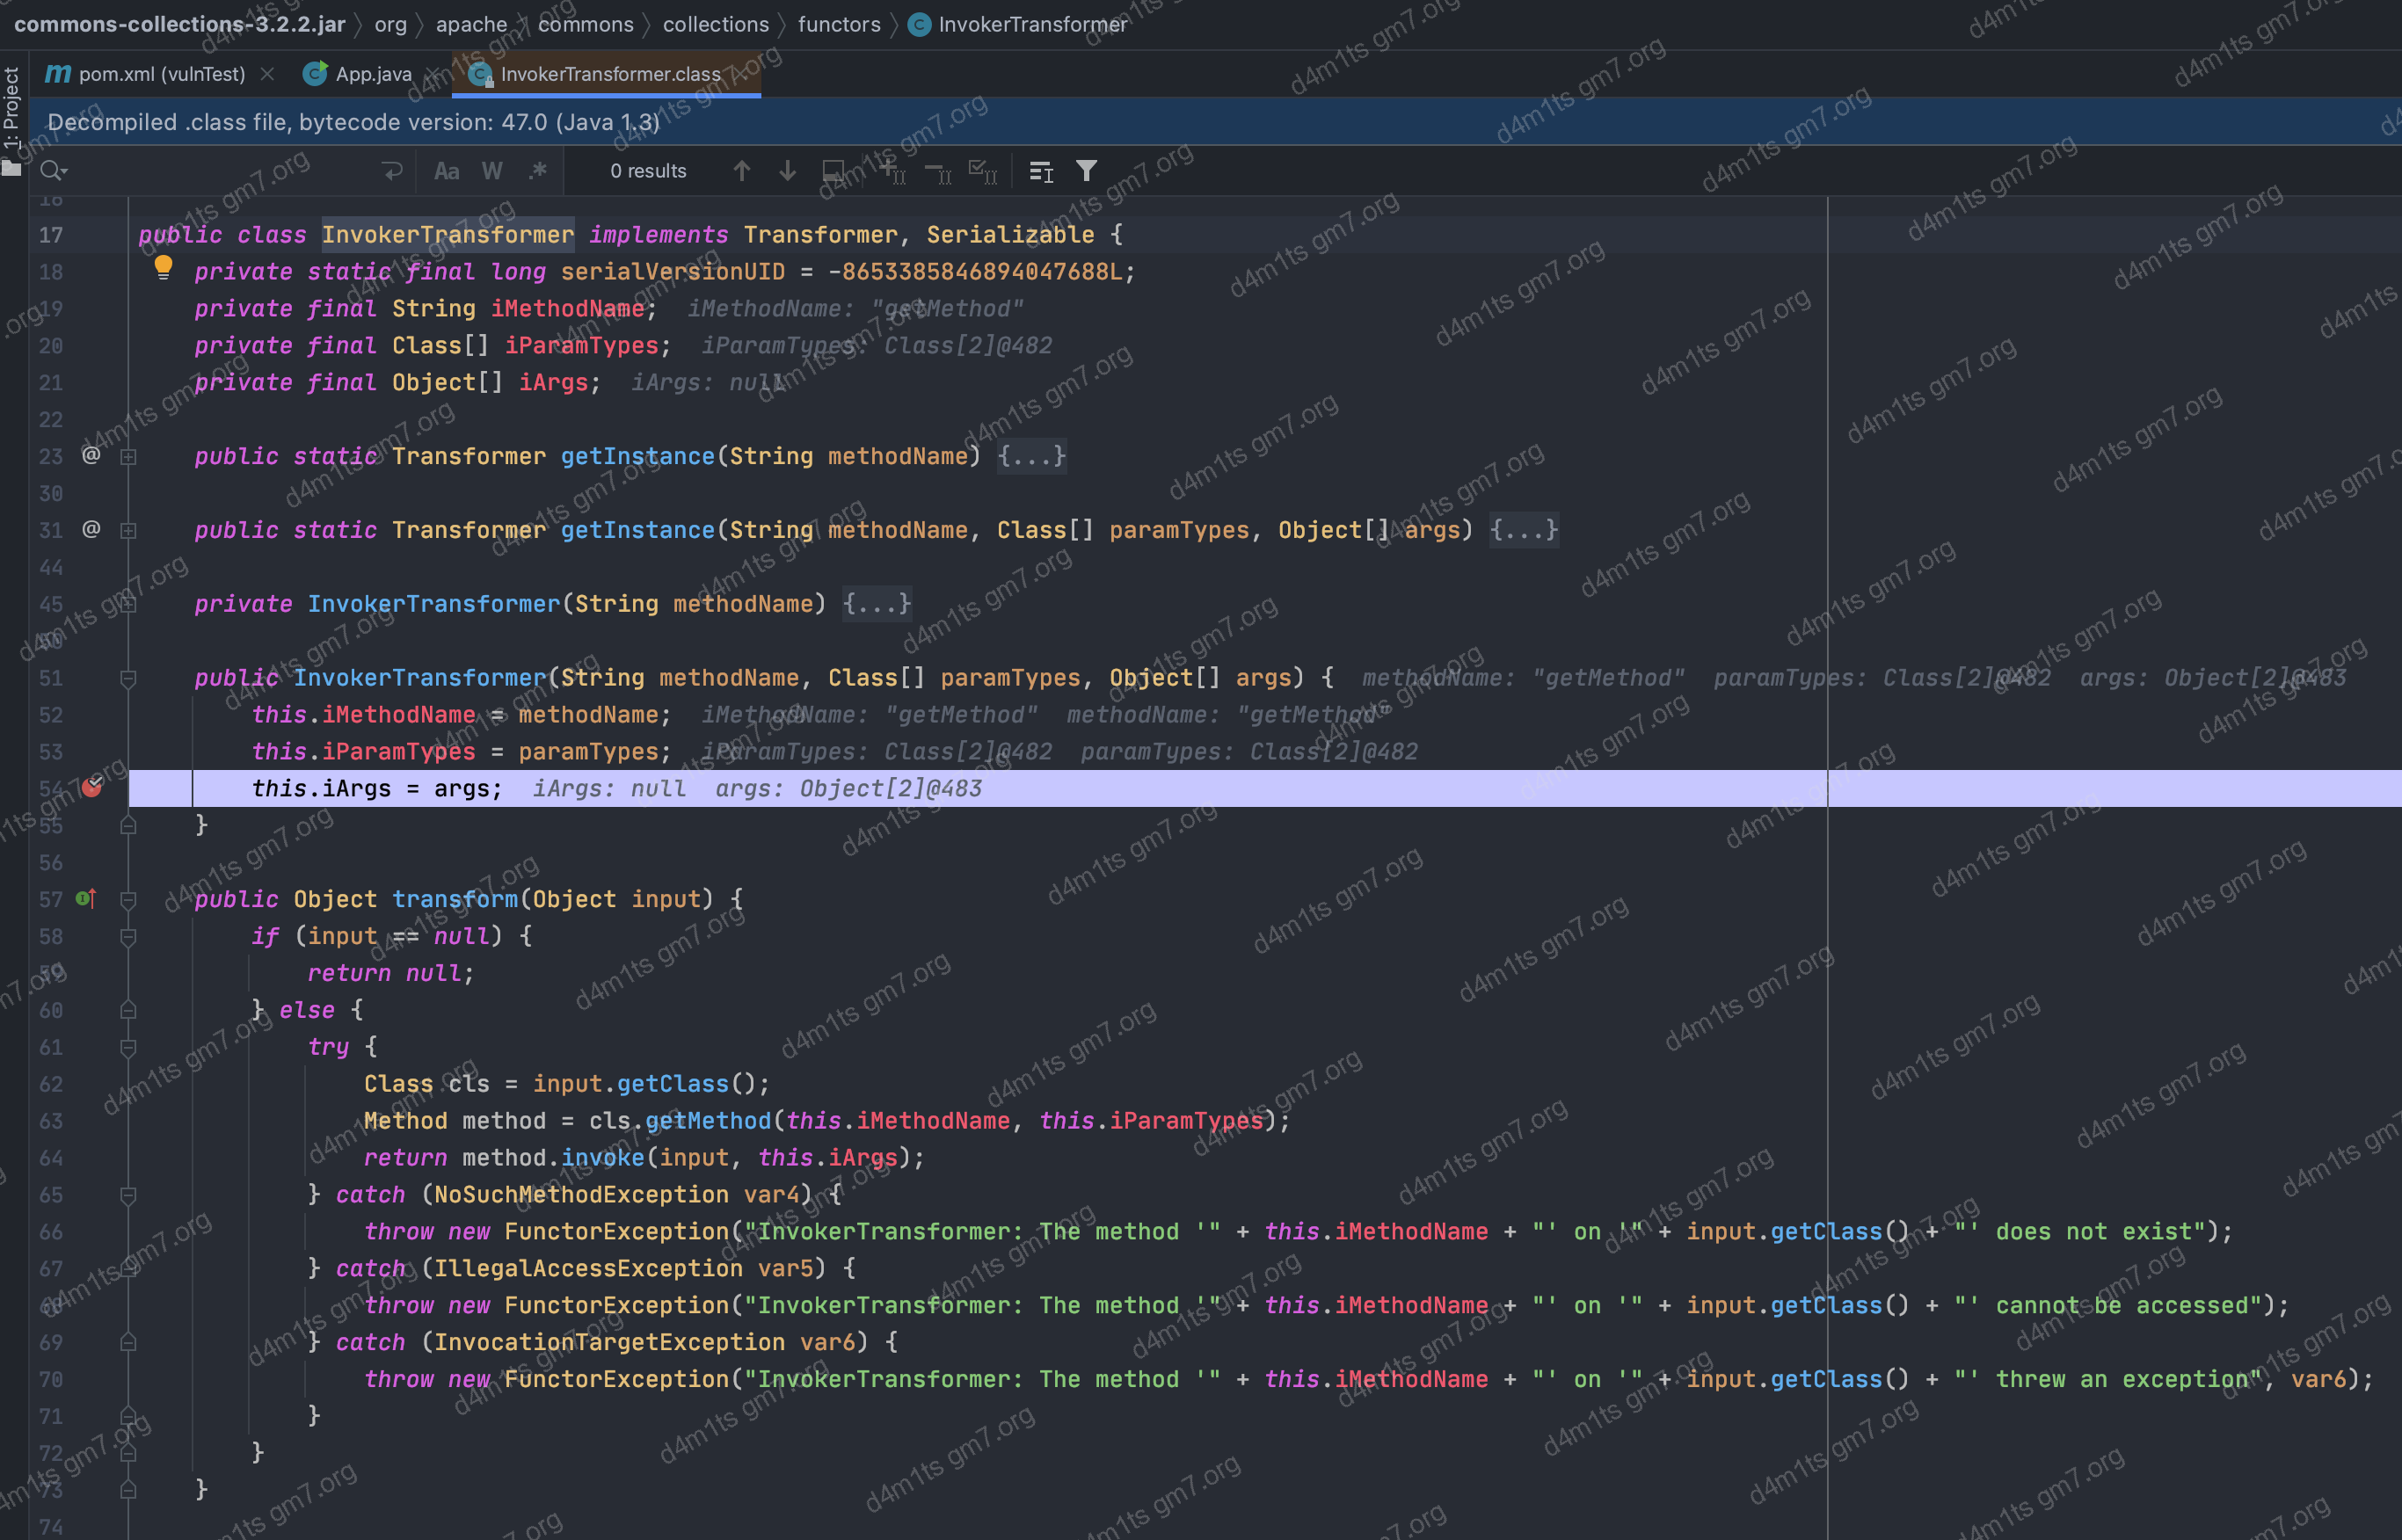 commons-collections-3.2.2.jar 〉 org 〉 apache 〉 commons 〉 collections 〉 functors 〉 C InvokerTransformer
1: Project
m pom.xml (vulnTest) × C App.java × C InvokerTransformer.class ×
Decompiled .class file, bytecode version: 47.0 (Java 1.3)
Aa W .* 0 results
16
17 public class InvokerTransformer implements Transformer, Serializable {
18 private static final long serialVersionUID = -8653385846894047688L;
19 private final String iMethodName; iMethodName: "getMethod"
20 private final Class[] iParamTypes; iParamTypes: Class[2]@482
21 private final Object[] iArgs; iArgs: null
22
23 @ public static Transformer getInstance(String methodName) {...}
30
31 @ public static Transformer getInstance(String methodName, Class[] paramTypes, Object[] args) {...}
44
45 private InvokerTransformer(String methodName) {...}
50
51 public InvokerTransformer(String methodName, Class[] paramTypes, Object[] args) { methodName: "getMethod" paramTypes: Class[2]@482 args: Object[2]@483
52 this.iMethodName = methodName; iMethodName: "getMethod" methodName: "getMethod"
53 this.iParamTypes = paramTypes; iParamTypes: Class[2]@482 paramTypes: Class[2]@482
54 this.iArgs = args; iArgs: null args: Object[2]@483
55 }
56
57 public Object transform(Object input) {
58 if (input == null) {
59 return null;
60 } else {
61 try {
62 Class cls = input.getClass();
63 Method method = cls.getMethod(this.iMethodName, this.iParamTypes);
64 return method.invoke(input, this.iArgs);
65 } catch (NoSuchMethodException var4) {
66 throw new FunctorException("InvokerTransformer: The method '" + this.iMethodName + "' on '" + input.getClass() + "' does not exist");
67 } catch (IllegalAccessException var5) {
68 throw new FunctorException("InvokerTransformer: The method '" + this.iMethodName + "' on '" + input.getClass() + "' cannot be accessed");
69 } catch (InvocationTargetException var6) {
70 throw new FunctorException("InvokerTransformer: The method '" + this.iMethodName + "' on '" + input.getClass() + "' threw an exception", var6);
71 }
72 }
73 }
74
d4m1ts gm7.org